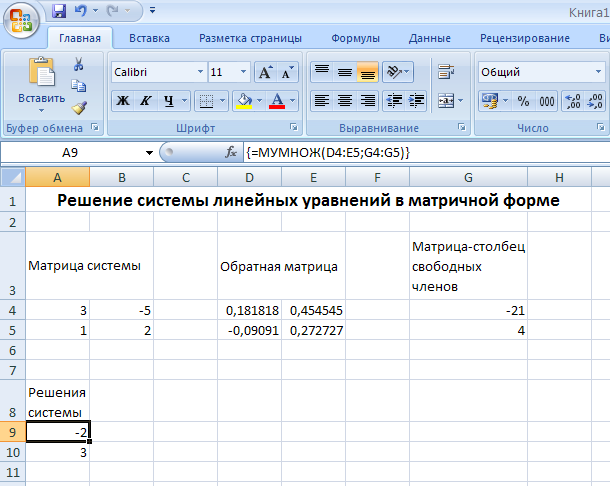 Книга1
Главная Вставка Разметка страницы Формулы Данные Рецензирование Ви
Вставить
Calibri 11 Общий
Ж К Ч % 000 ,0 ,00 ,00 ,0
Буфер обмена Шрифт Выравнивание Число
A9 fx {=МУМНОЖ(D4:E5;G4:G5)}
A B C D E F G H
1 Решение системы линейных уравнений в матричной форме
2
3 Матрица системы Обратная матрица Матрица-столбец
свободных
членов
4 3 -5 0,181818 0,454545 -21
5 1 2 -0,09091 0,272727 4
6
7
8 Решения
системы
9 -2
10 3
11